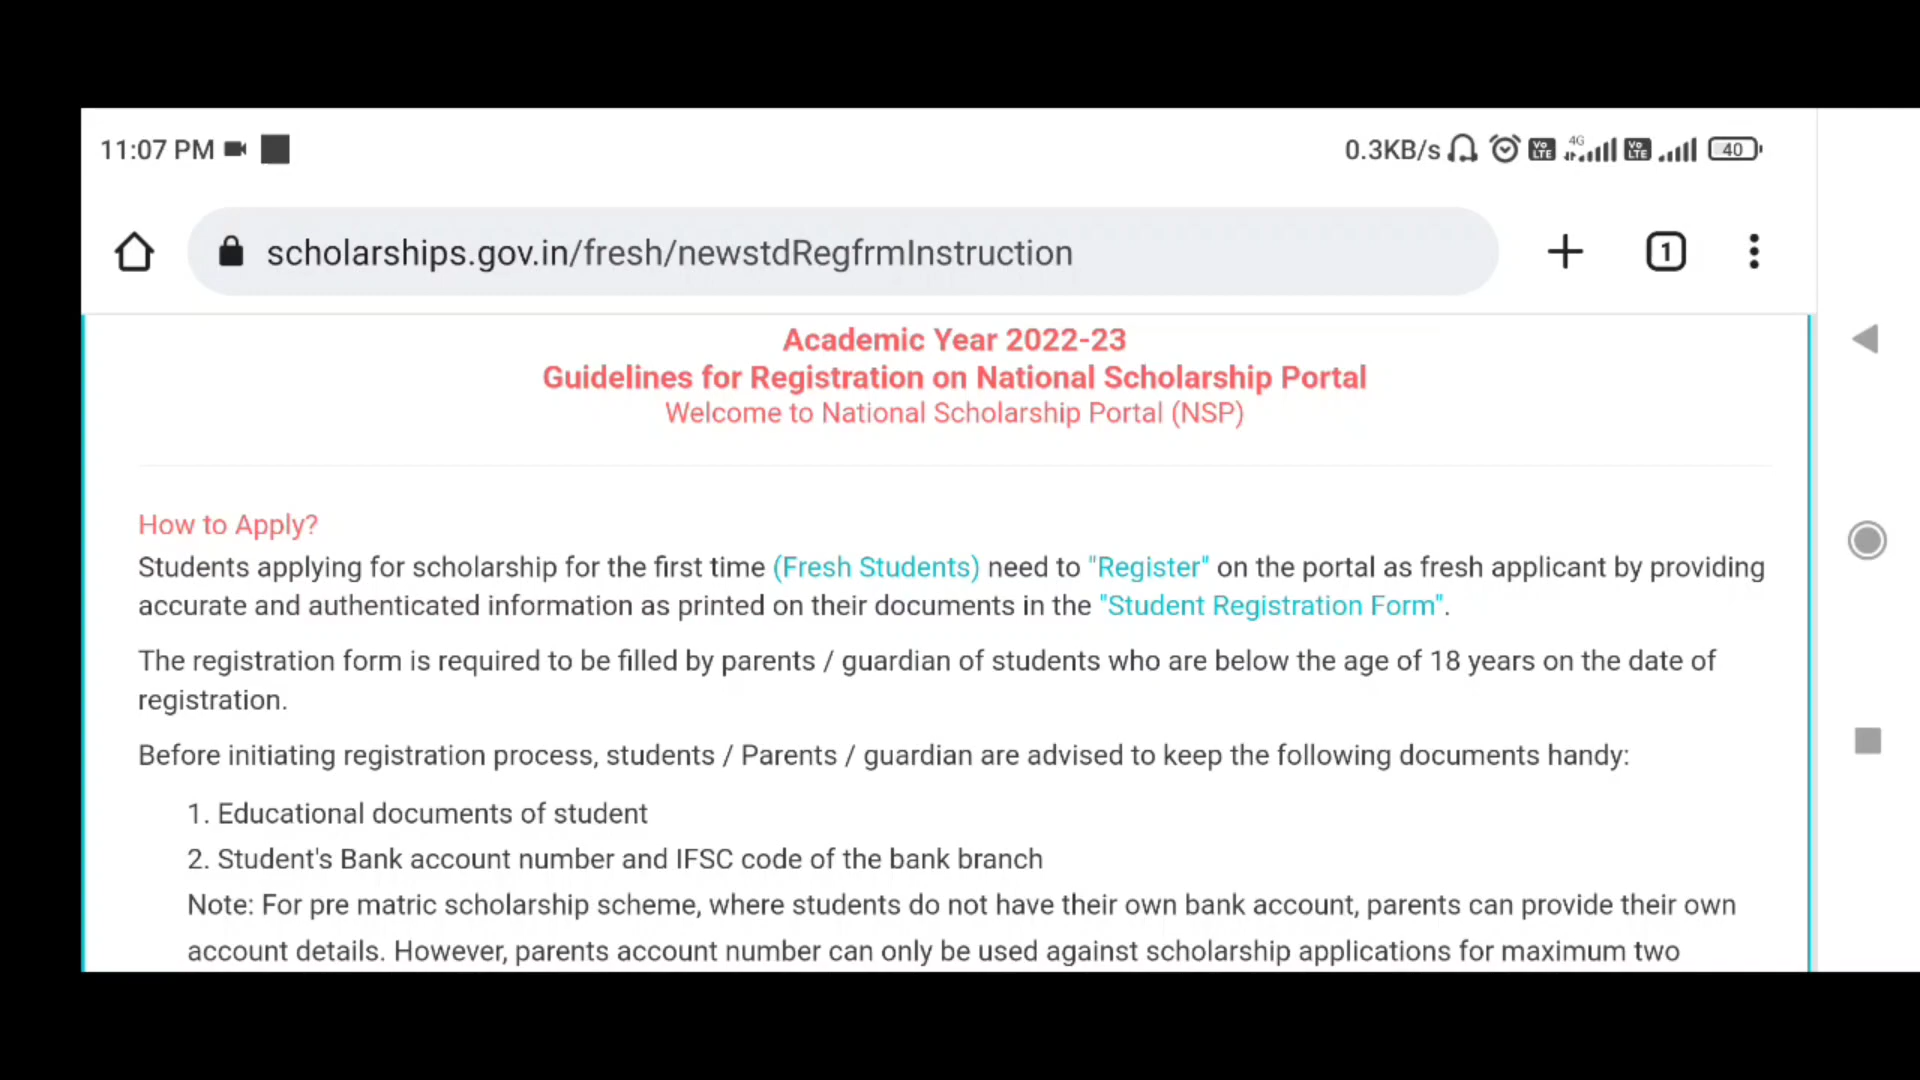 11:07 PM
0.3KB/s
4G
Vo LTE
Vo LTE
40
scholarships.gov.in/fresh/newstdRegfrmInstruction
1
Academic Year 2022-23
Guidelines for Registration on National Scholarship Portal
Welcome to National Scholarship Portal (NSP)
How to Apply?
Students applying for scholarship for the first time (Fresh Students) need to "Register" on the portal as fresh applicant by providing
accurate and authenticated information as printed on their documents in the "Student Registration Form".
The registration form is required to be filled by parents / guardian of students who are below the age of 18 years on the date of
registration.
Before initiating registration process, students / Parents / guardian are advised to keep the following documents handy:
1. Educational documents of student
2. Student's Bank account number and IFSC code of the bank branch
Note: For pre matric scholarship scheme, where students do not have their own bank account, parents can provide their own
account details. However, parents account number can only be used against scholarship applications for maximum two